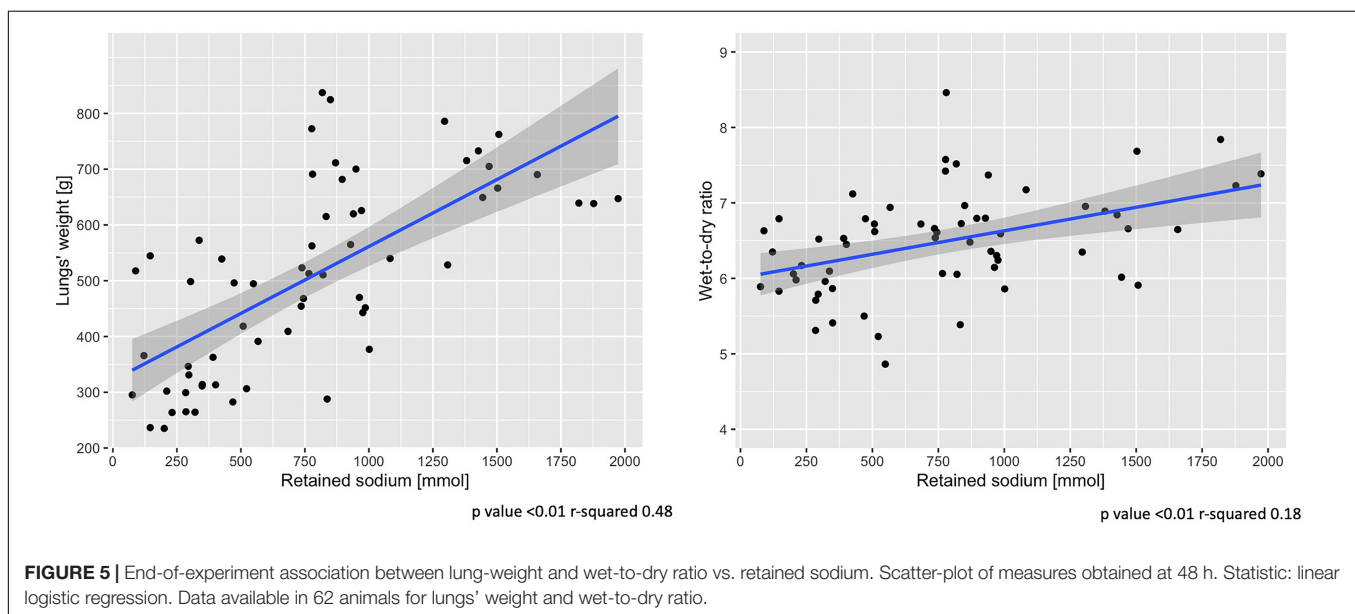 800
700
600
500
400
300
200
Lungs' weight [g]
0 250 500 750 1000 1250 1500 1750 2000
Retained sodium [mmol]
p value <0.01 r-squared 0.48
9
8
7
6
5
4
Wet-to-dry ratio
0 250 500 750 1000 1250 1500 1750 2000
Retained sodium [mmol]
p value <0.01 r-squared 0.18
FIGURE 5 | End-of-experiment association between lung-weight and wet-to-dry ratio vs. retained sodium. Scatter-plot of measures obtained at 48 h. Statistic: linear
logistic regression. Data available in 62 animals for lungs' weight and wet-to-dry ratio.